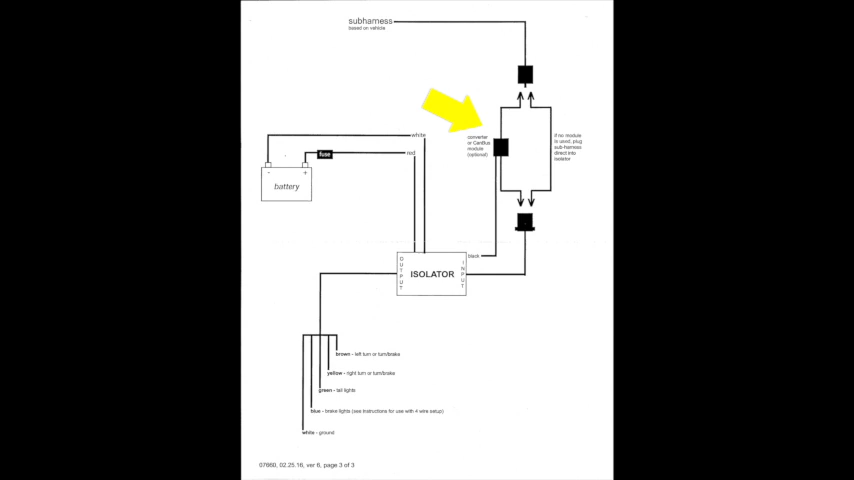 subharness
based on vehicle
white
converter
or CanBus
module
(optional)
if no module
is used, plug
sub-harness
direct into
isolator
fuse
red
- +
battery
black
OUTPUT
ISOLATOR
INPUT
brown - left turn or turn/brake
yellow - right turn or turn/brake
green - tail lights
blue - brake lights (see instructions for use with 4 wire setup)
white - ground
07660, 02.25.16, ver 6, page 3 of 3